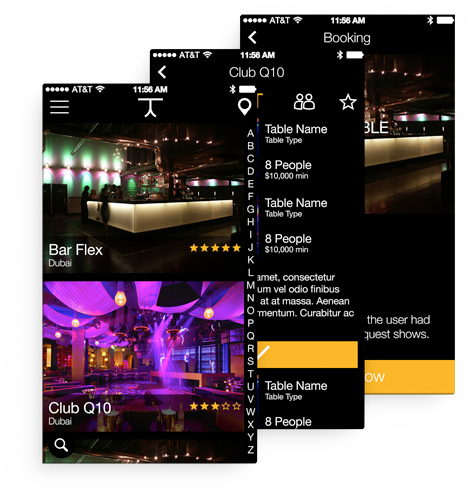 AT&T 11:56 AM
Booking
BLE
the user had
quest shows.
OW
AT&T 11:56 AM
Club Q10
Table Name
Table Type
8 People
$10,000 min
Table Name
Table Type
8 People
$10,000 min
amet, consectetur
um vel odio finibus
at at massa. Aenean
mentum. Curabitur ac
Table Name
Table Type
8 People
AT&T 11:56 AM
Bar Flex
Dubai
Club Q10
Dubai
A
B
C
D
E
F
G
H
I
J
K
L
M
N
O
P
Q
R
S
T
U
V
W
X
Y
Z